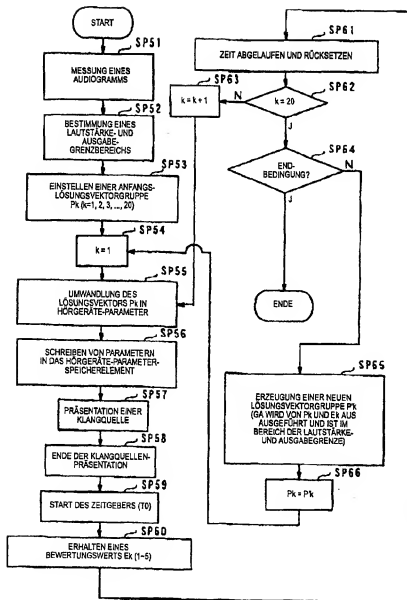 START
SP51
MESSUNG EINES
AUDIOGRAMMS
SP52
BESTIMMUNG EINES
LAUTSTÄRKE- UND
AUSGABE-
GRENZBEREICHS
SP53
EINSTELLEN EINER ANFANGS-
LÖSUNGSVEKTORGRUPPE
Pk (k=1, 2, 3, ..., 20)
SP54
k = 1
SP55
UMWANDLUNG DES
LÖSUNGSVEKTORS Pk IN
HÖRGERÄTE-PARAMETER
SP56
SCHREIBEN VON PARAMETERN
IN DAS HÖRGERÄTE-PARAMETER-
SPEICHERELEMENT
SP57
PRÄSENTATION EINER
KLANGQUELLE
SP58
ENDE DER KLANGQUELLEN-
PRÄSENTATION
SP59
START DES ZEITGEBERS (T0)
SP60
ERHALTEN EINES
BEWERTUNGSWERTS Ek (1~5)
SP61
ZEIT ABGELAUFEN UND RÜCKSETZEN
SP62
k = 20
N
J
SP63
k = k + 1
SP64
END-
BEDINGUNG?
N
J
ENDE
SP65
ERZEUGUNG EINER NEUEN
LÖSUNGSVEKTORGRUPPE P'k
(GA WIRD VON Pk UND Ek AUS
AUSGEFÜHRT UND IST IM
BEREICH DER LAUTSTÄRKE-
UND AUSGABEGRENZE)
SP66
Pk = P'k